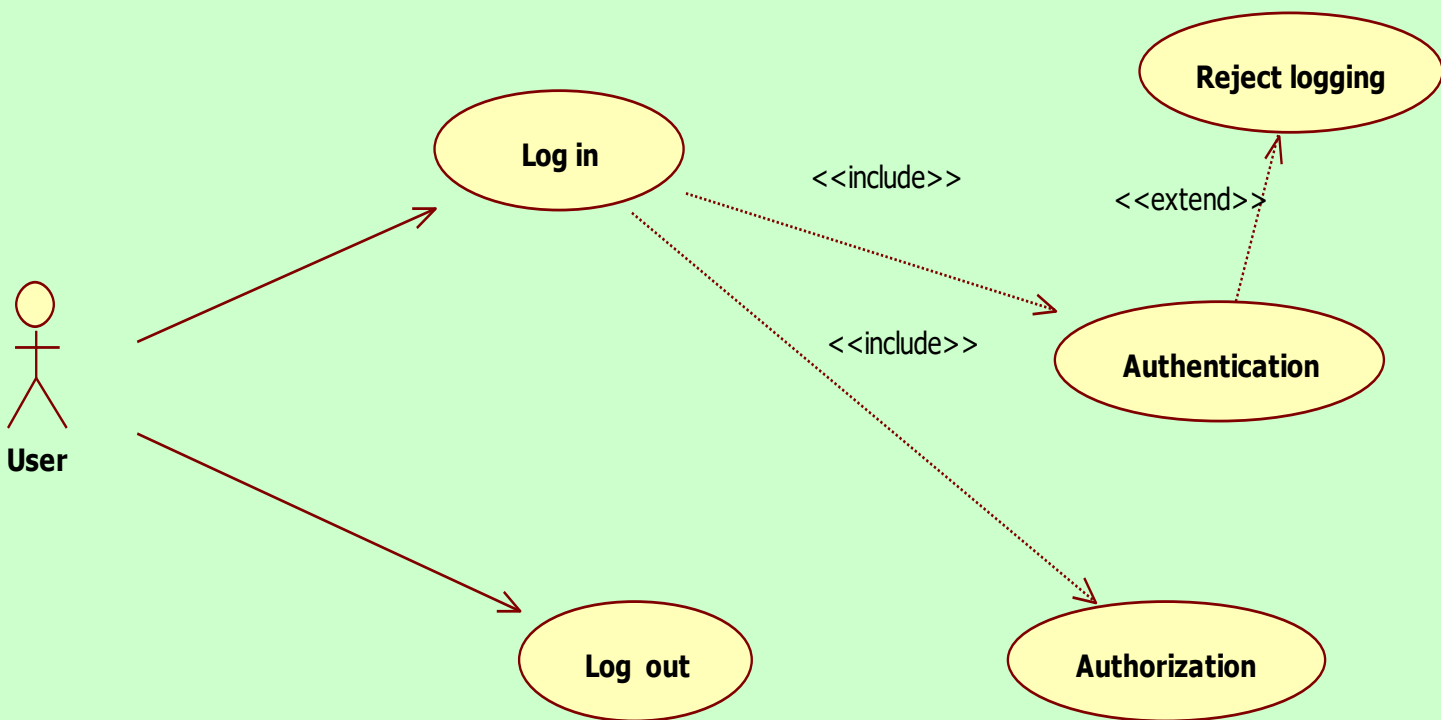 Reject logging
Log in
<<include>>
<<extend>>
<<include>>
Authentication
User
Log  out
Authorization